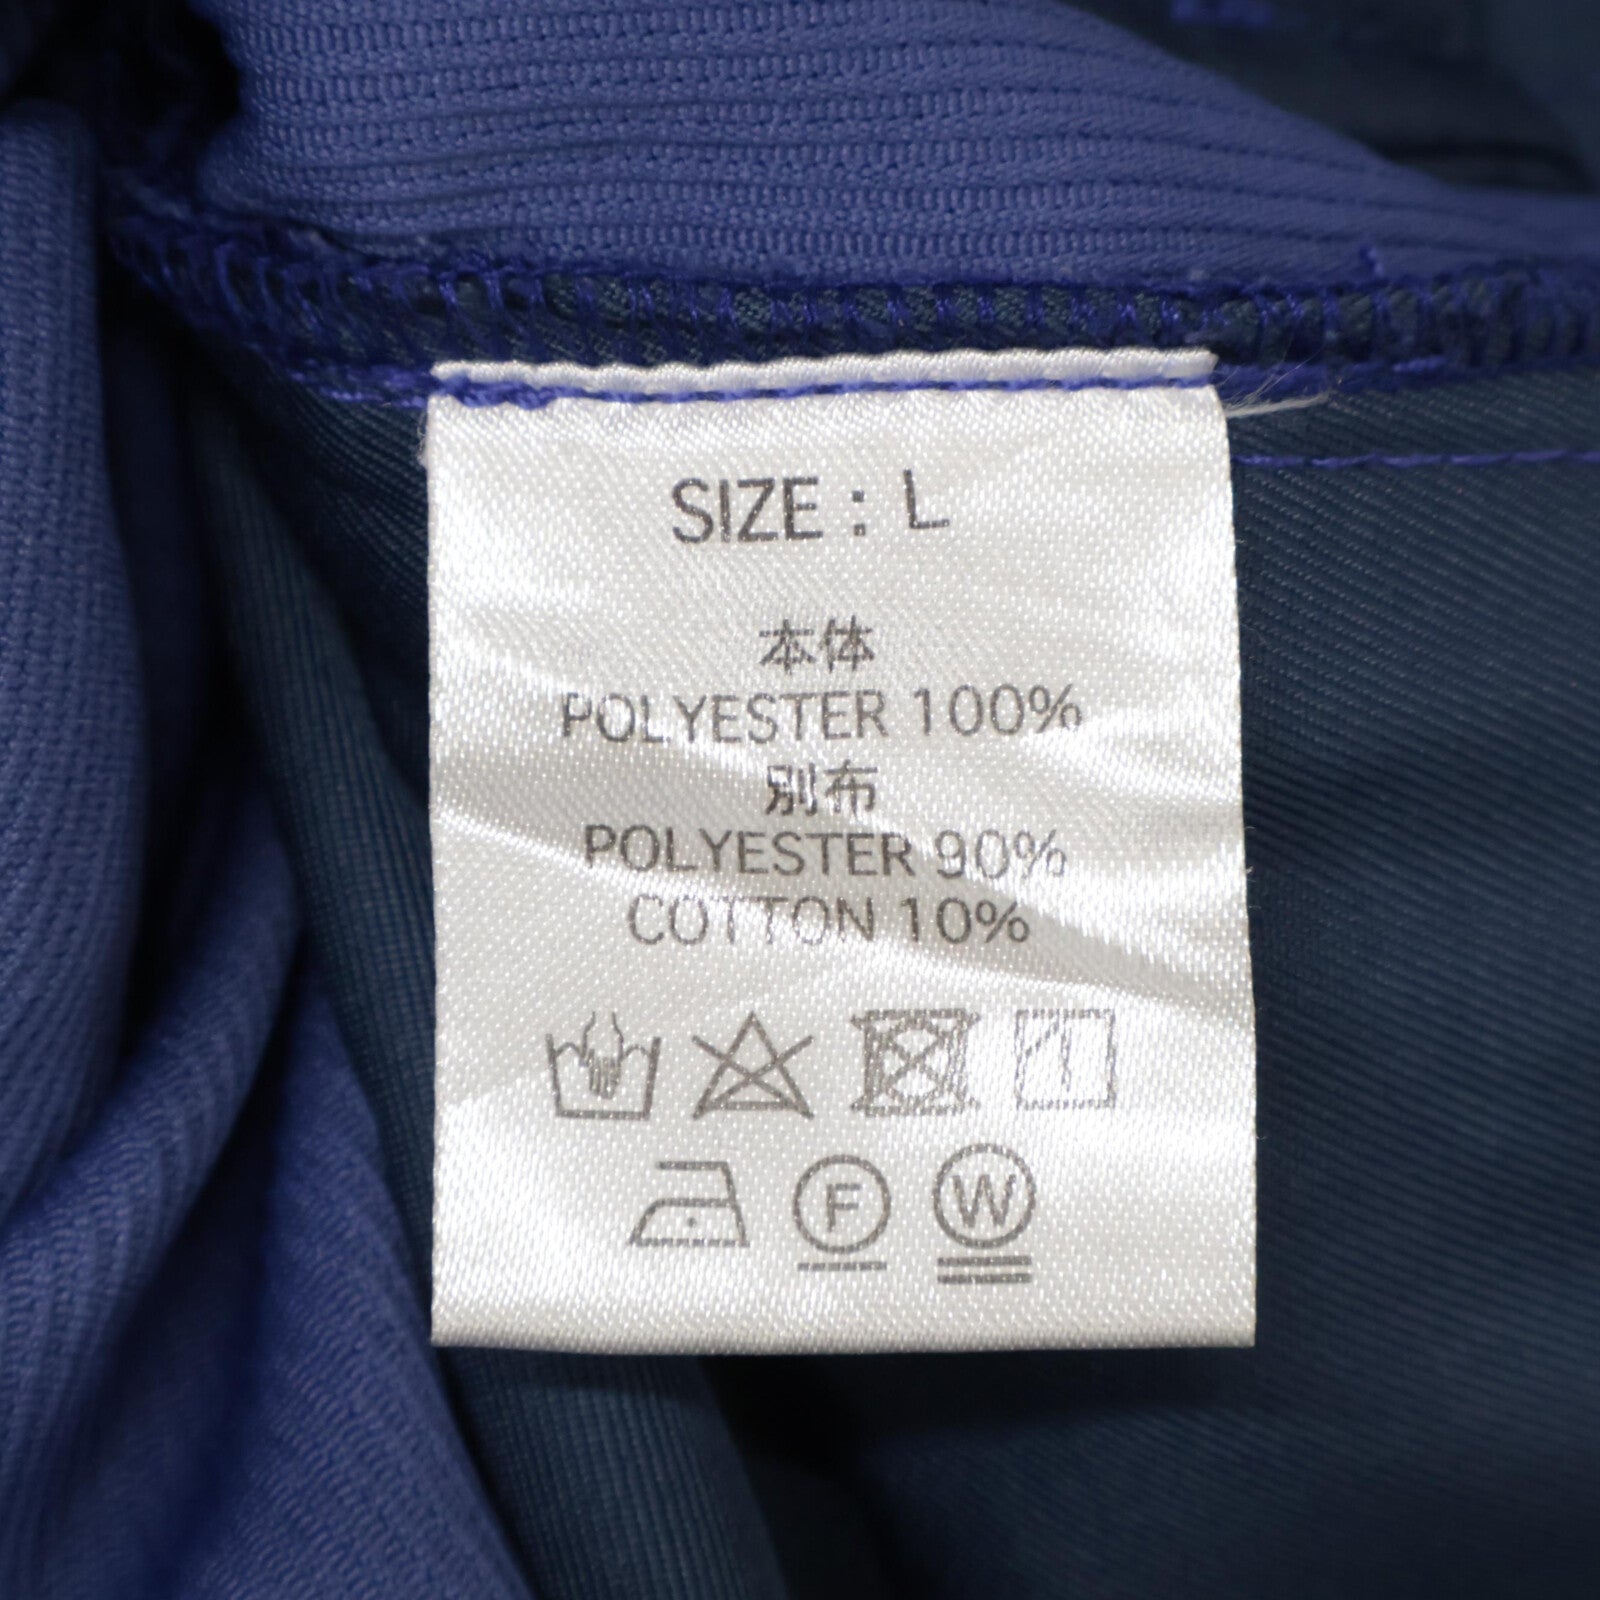 SIZE : L
本体
POLYESTER 100%
別布
POLYESTER 90%
COTTON 10%
F W